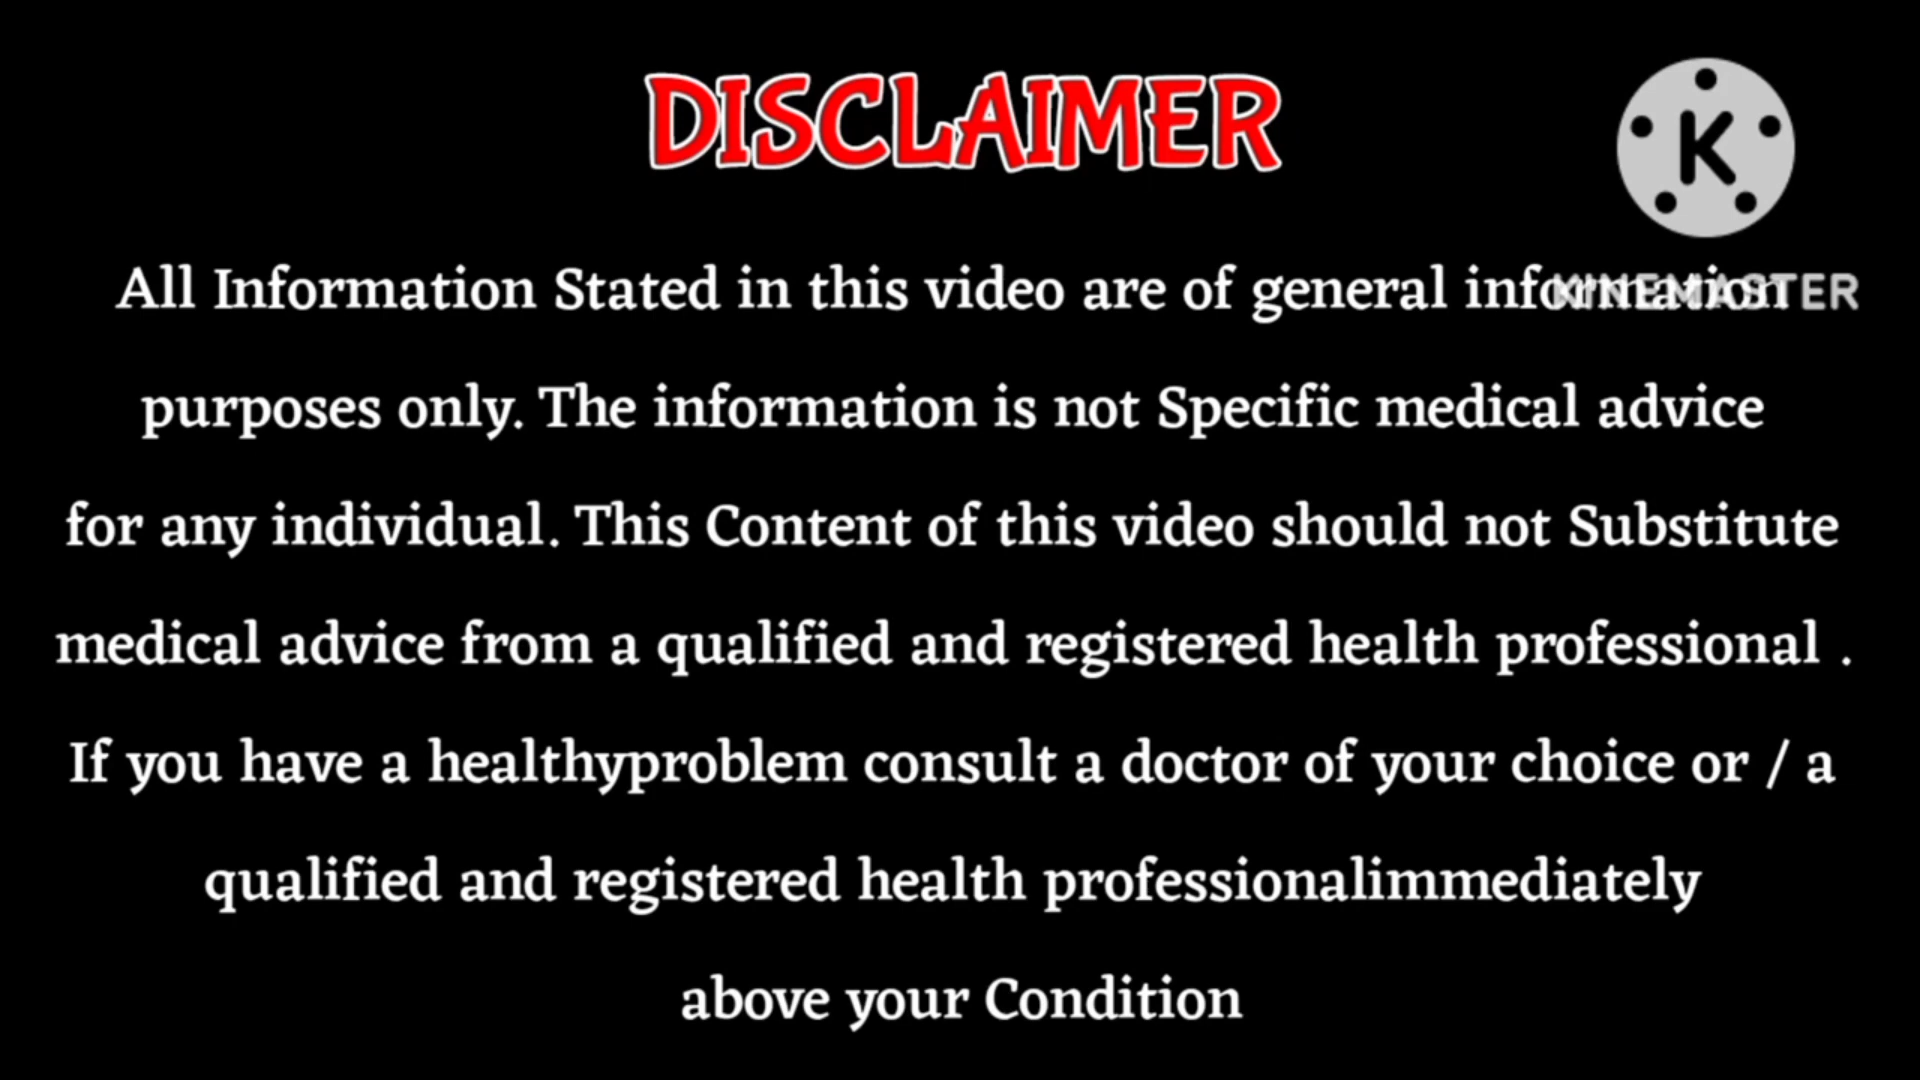 DISCLAIMER
K
KINEMASTER
All Information Stated in this video are of general information
purposes only. The information is not Specific medical advice
for any individual. This Content of this video should not Substitute
medical advice from a qualified and registered health professional .
If you have a healthyproblem consult a doctor of your choice or / a
qualified and registered health professionalimmediately
above your Condition